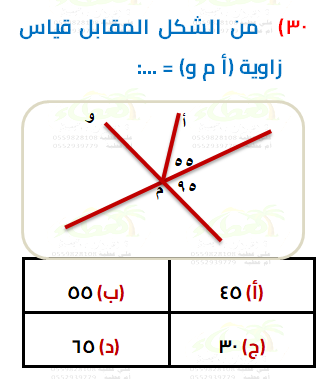 ٣٠) من الشكل المقابل قياس
زاوية (أ م و) = ...:
و
أ
٥٥
٩٥
م
(أ) ٤٥
(ب) ٥٥
(ج) ٣٠
(د) ٦٥